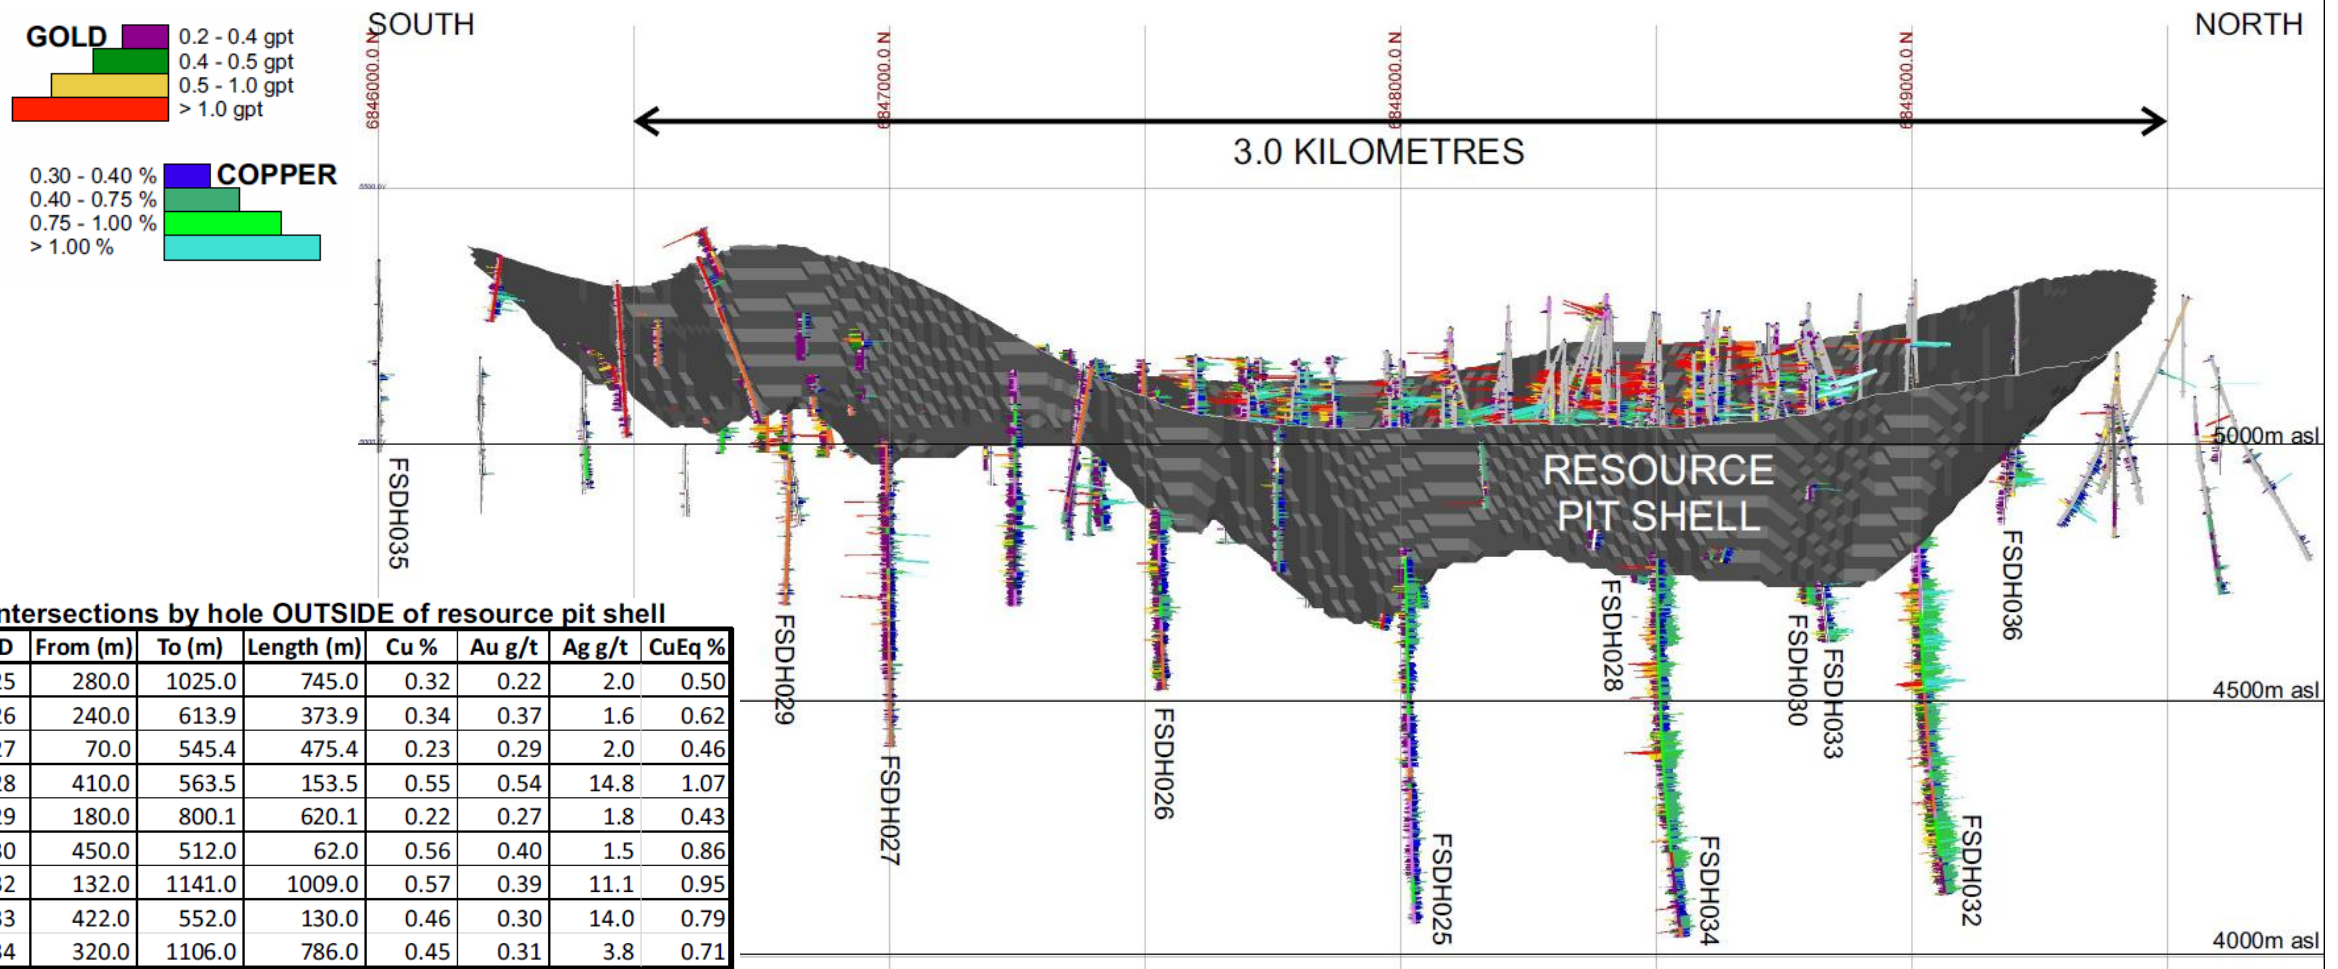 SOUTH
NORTH
GOLD
0.2 - 0.4 gpt
0.4 - 0.5 gpt
0.5 - 1.0 gpt
> 1.0 gpt
COPPER
0.30 - 0.40 %
0.40 - 0.75 %
0.75 - 1.00 %
> 1.00 %
6846000.0 N
6847000.0 N
6848000.0 N
6849000.0 N
3.0 KILOMETRES
5000m asl
RESOURCE
PIT SHELL
4500m asl
4000m asl
FSDH035
FSDH029
FSDH027
FSDH026
FSDH025
FSDH028
FSDH034
FSDH030
FSDH033
FSDH032
FSDH036
ntersections by hole OUTSIDE of resource pit shell
D From (m) To (m) Length (m) Cu % Au g/t Ag g/t CuEq %
25 280.0 1025.0 745.0 0.32 0.22 2.0 0.50
26 240.0 613.9 373.9 0.34 0.37 1.6 0.62
27 70.0 545.4 475.4 0.23 0.29 2.0 0.46
28 410.0 563.5 153.5 0.55 0.54 14.8 1.07
29 180.0 800.1 620.1 0.22 0.27 1.8 0.43
30 450.0 512.0 62.0 0.56 0.40 1.5 0.86
32 132.0 1141.0 1009.0 0.57 0.39 11.1 0.95
33 422.0 552.0 130.0 0.46 0.30 14.0 0.79
34 320.0 1106.0 786.0 0.45 0.31 3.8 0.71